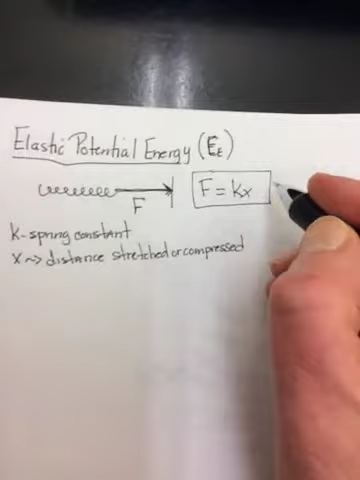 Elastic Potential Energy (EE)
F = kx
F
k-spring constant
x ~> distance stretched or compressed